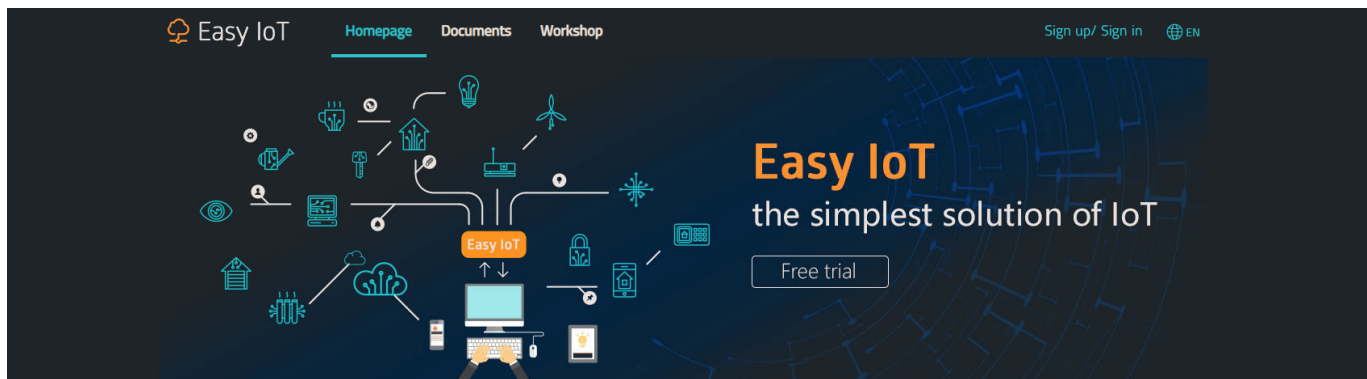 Easy IoT
Homepage
Documents
Workshop
Sign up/ Sign in
EN
Easy IoT
Easy IoT
the simplest solution of IoT
Free trial